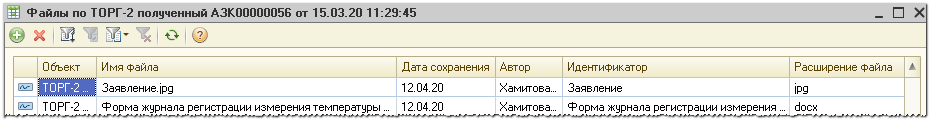 Файлы по ТОРГ-2 полученный АЗК00000056 от 15.03.20 11:29:45
Объект Имя файла Дата сохранения Автор Идентификатор Расширение файла
ТОРГ-2 ... Заявление.jpg 12.04.20 Хамитова... Заявление jpg
ТОРГ-2 ... Форма журнала регистрации измерения температуры ... 12.04.20 Хамитова... Форма журнала регистрации измерения ... docx